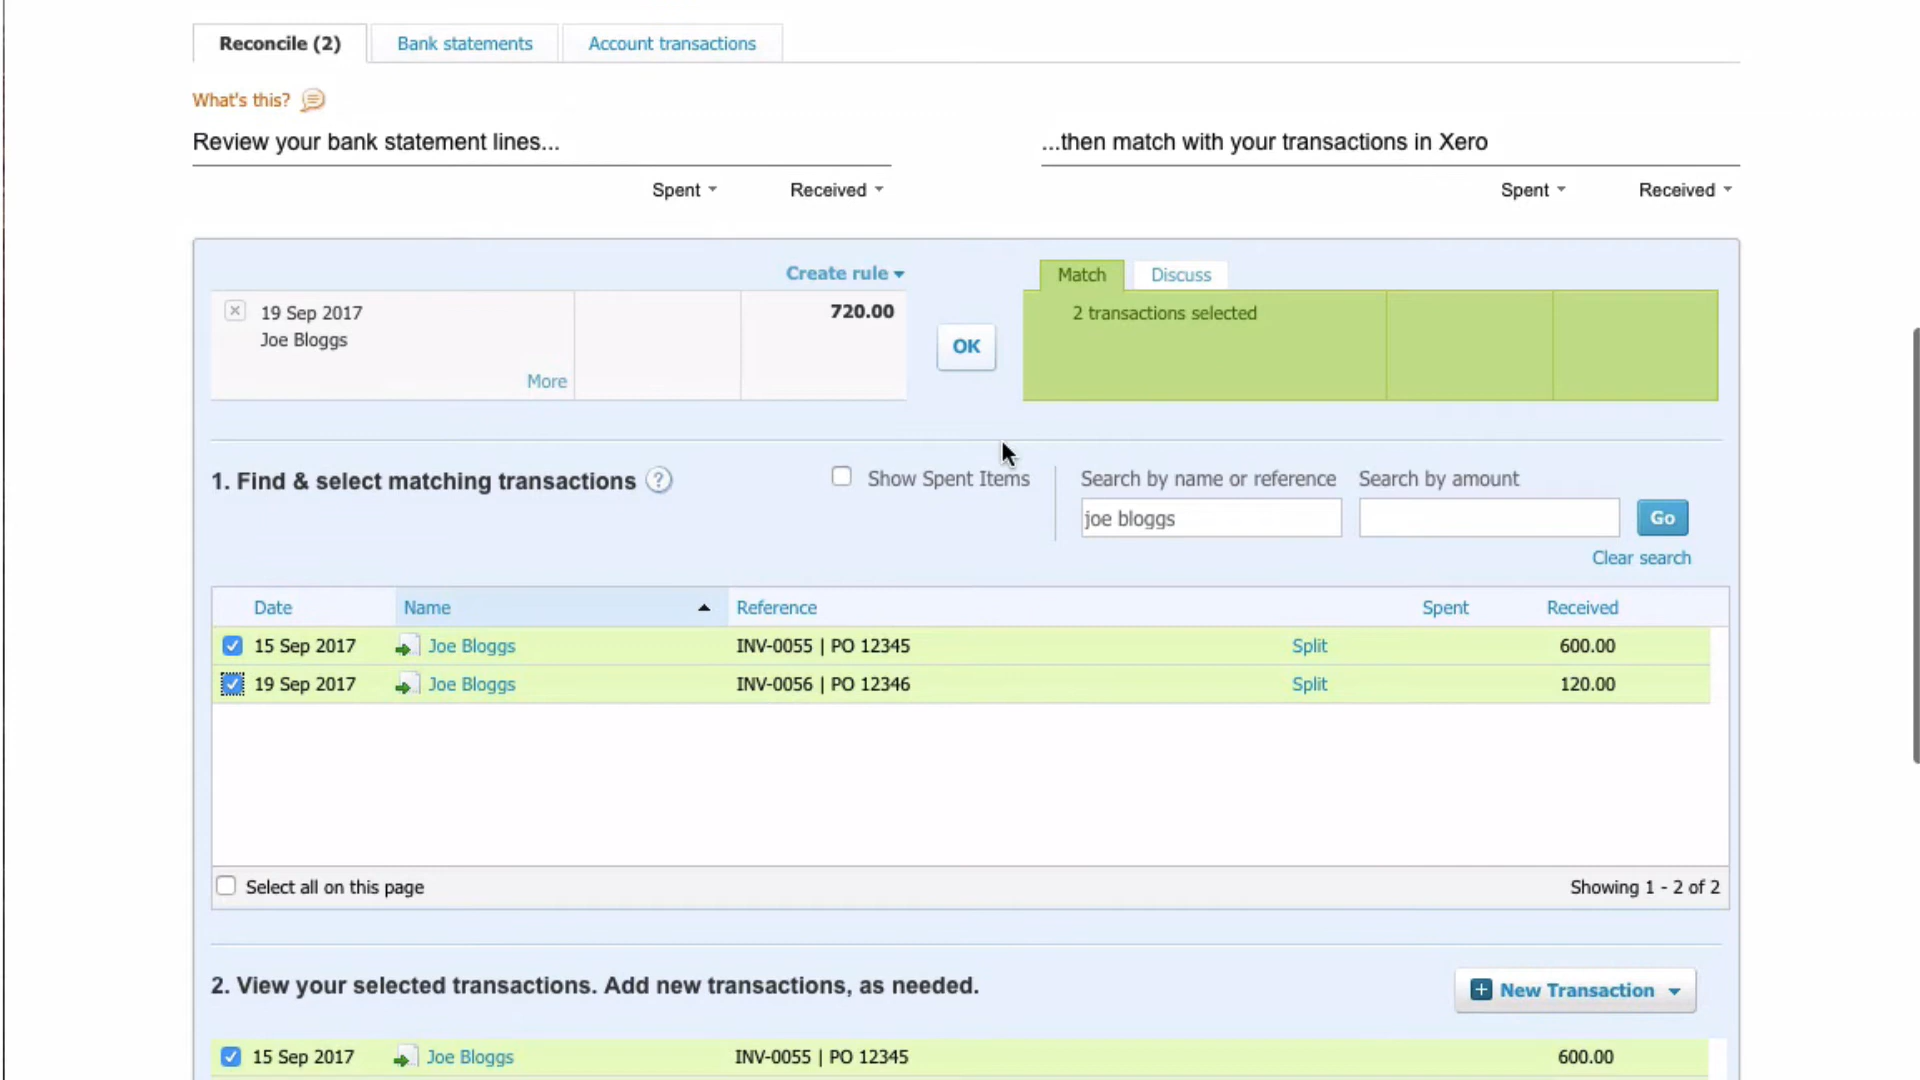 Reconcile (2) Bank statements Account transactions
What's this?
Review your bank statement lines... ...then match with your transactions in Xero
Spent Received Spent Received
Create rule Match Discuss
19 Sep 2017 720.00 2 transactions selected
Joe Bloggs OK
More
1. Find & select matching transactions ? Show Spent Items Search by name or reference Search by amount
joe bloggs Go
Clear search
Date Name Reference Spent Received
15 Sep 2017 Joe Bloggs INV-0055 | PO 12345 Split 600.00
19 Sep 2017 Joe Bloggs INV-0056 | PO 12346 Split 120.00
Select all on this page Showing 1 - 2 of 2
2. View your selected transactions. Add new transactions, as needed. + New Transaction
15 Sep 2017 Joe Bloggs INV-0055 | PO 12345 600.00